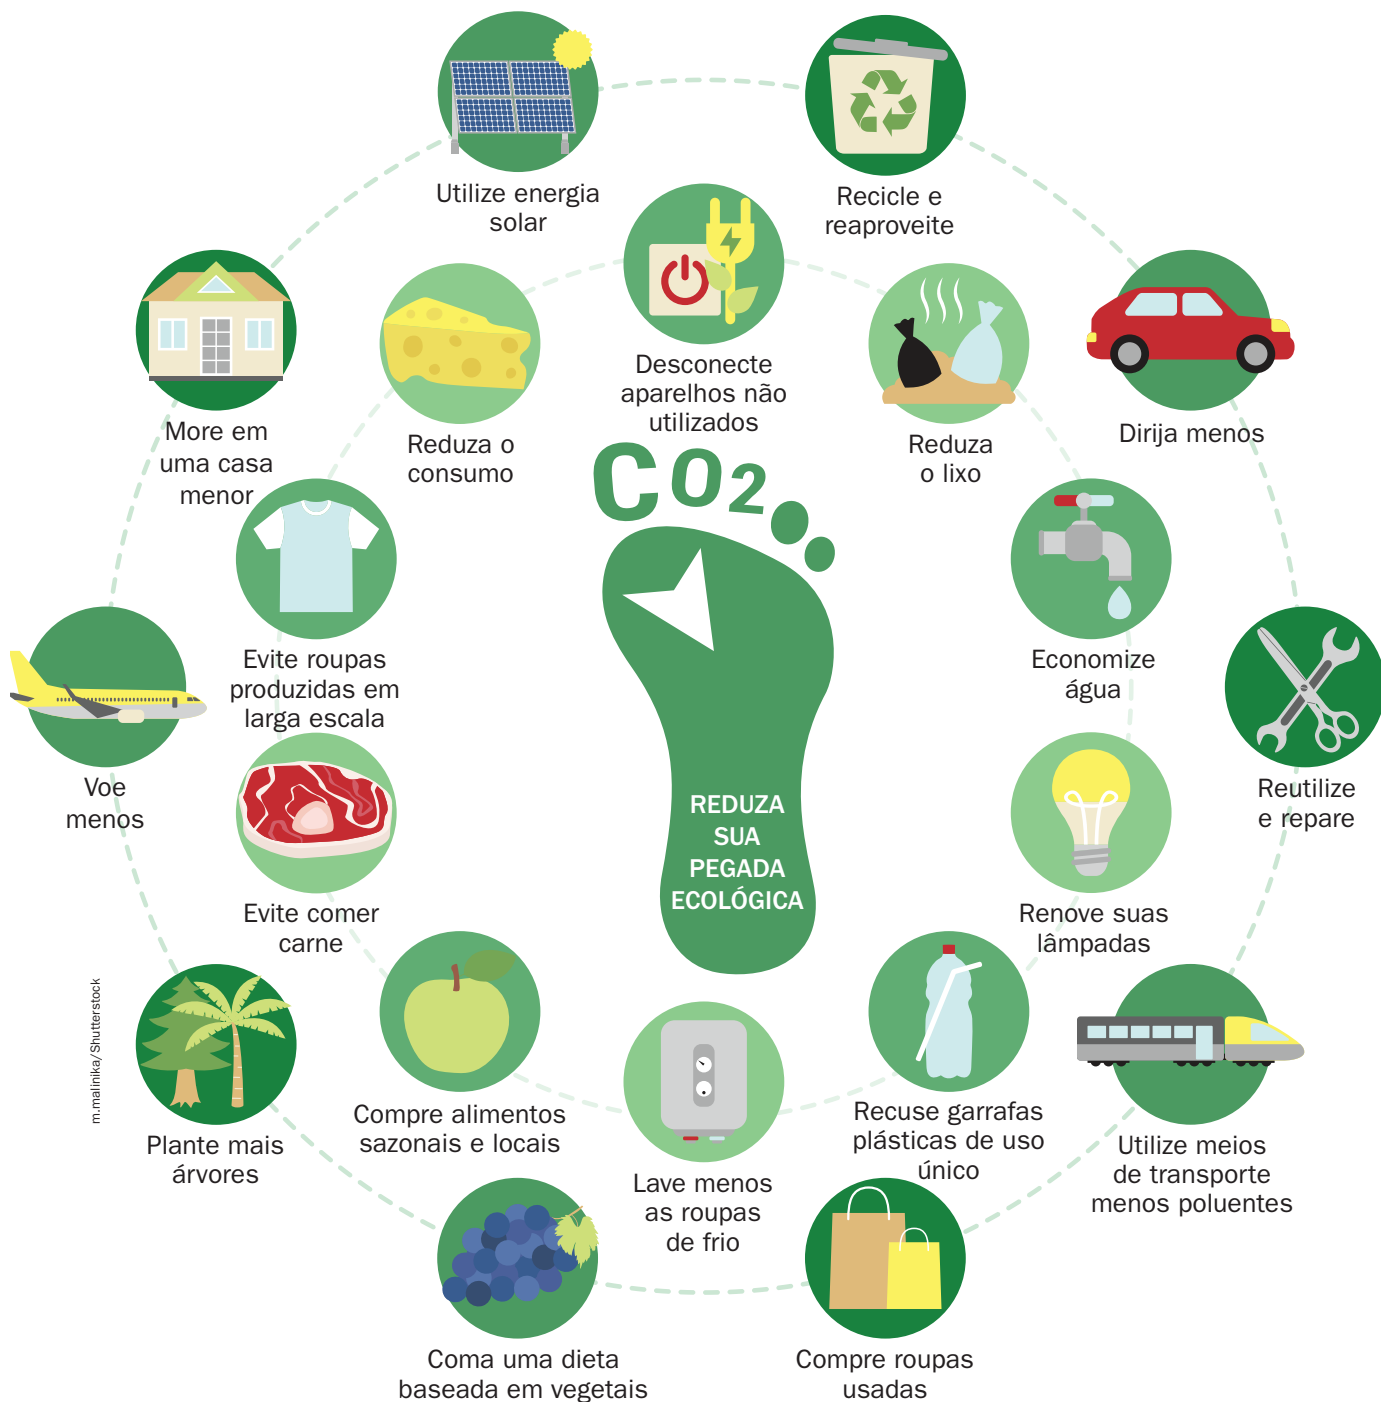 Utilize energia
solar
Recicle e
reaproveite
More em
uma casa
menor
Reduza o
consumo
Desconecte
aparelhos não
utilizados
Reduza
o lixo
Dirija menos
CO2
Evite roupas
produzidas em
larga escala
Economize
água
Voe
menos
Reutilize
e repare
REDUZA
SUA
PEGADA
ECOLÓGICA
Evite comer
carne
Renove suas
lâmpadas
m.malinika/Shutterstock
Plante mais
árvores
Compre alimentos
sazonais e locais
Lave menos
as roupas
de frio
Recuse garrafas
plásticas de uso
único
Utilize meios
de transporte
menos poluentes
Coma uma dieta
baseada em vegetais
Compre roupas
usadas